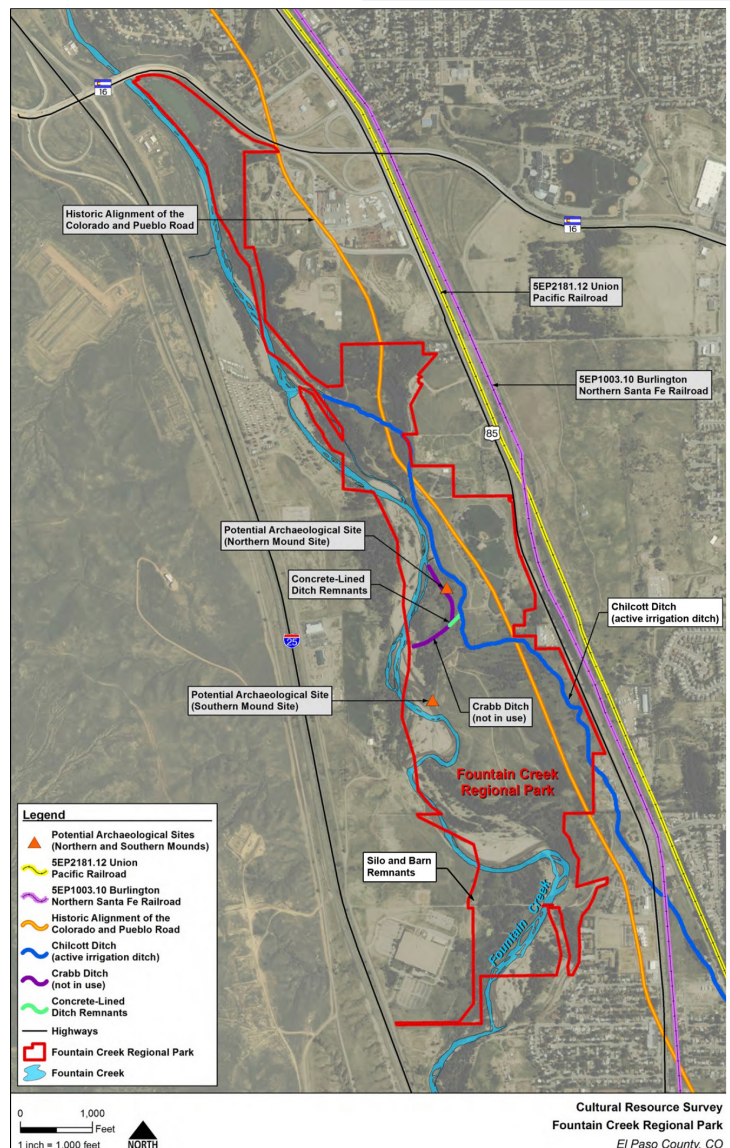 16
Historic Alignment of the
Colorado and Pueblo Road
16
5EP2181.12 Union
Pacific Railroad
5EP1003.10 Burlington
Northern Santa Fe Railroad
85
Potential Archaeological Site
(Northern Mound Site)
Concrete-Lined
Ditch Remnants
Chilcott Ditch
(active irrigation ditch)
25
Potential Archaeological Site
(Southern Mound Site)
Crabb Ditch
(not in use)
Fountain Creek
Regional Park
Silo and Barn
Remnants
Fountain Creek
Legend
Potential Archaeological Sites
(Northern and Southern Mounds)
5EP2181.12 Union
Pacific Railroad
5EP1003.10 Burlington
Northern Santa Fe Railroad
Historic Alignment of the
Colorado and Pueblo Road
Chilcott Ditch
(active irrigation ditch)
Crabb Ditch
(not in use)
Concrete-Lined
Ditch Remnants
Highways
Fountain Creek Regional Park
Fountain Creek
0 1,000
Feet
1 inch = 1,000 feet
NORTH
Cultural Resource Survey
Fountain Creek Regional Park
El Paso County, CO